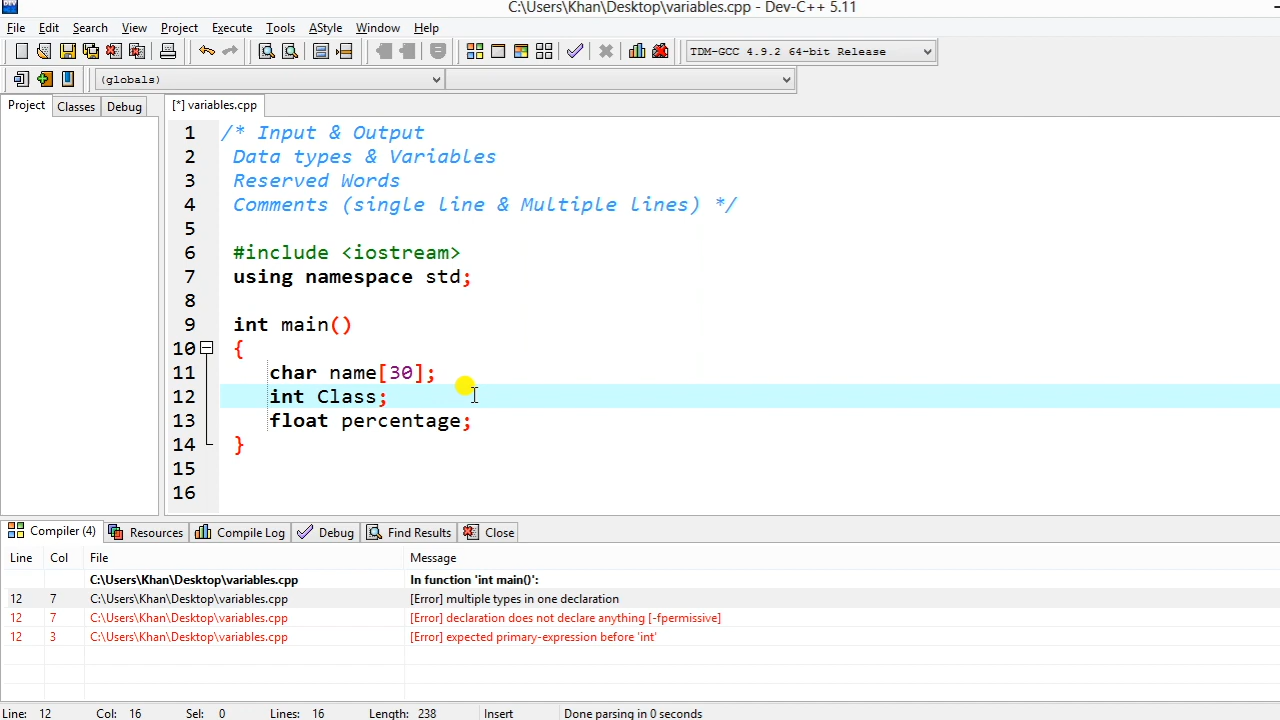 C:\Users\Khan\Desktop\variables.cpp - Dev-C++ 5.11
File Edit Search View Project Execute Tools AStyle Window Help
TDM-GCC 4.9.2 64-bit Release
(globals)
Project Classes Debug [*] variables.cpp
1 /* Input & Output
2 Data types & Variables
3 Reserved Words
4 Comments (single line & Multiple lines) */
5
6 #include <iostream>
7 using namespace std;
8
9 int main()
10 {
11 char name[30];
12 int Class;
13 float percentage;
14 }
15
16
Compiler (4) Resources Compile Log Debug Find Results Close
Line Col File Message
C:\Users\Khan\Desktop\variables.cpp In function 'int main()':
12 7 C:\Users\Khan\Desktop\variables.cpp [Error] multiple types in one declaration
12 7 C:\Users\Khan\Desktop\variables.cpp [Error] declaration does not declare anything [-fpermissive]
12 3 C:\Users\Khan\Desktop\variables.cpp [Error] expected primary-expression before 'int'
Line: 12 Col: 16 Sel: 0 Lines: 16 Length: 238 Insert Done parsing in 0 seconds